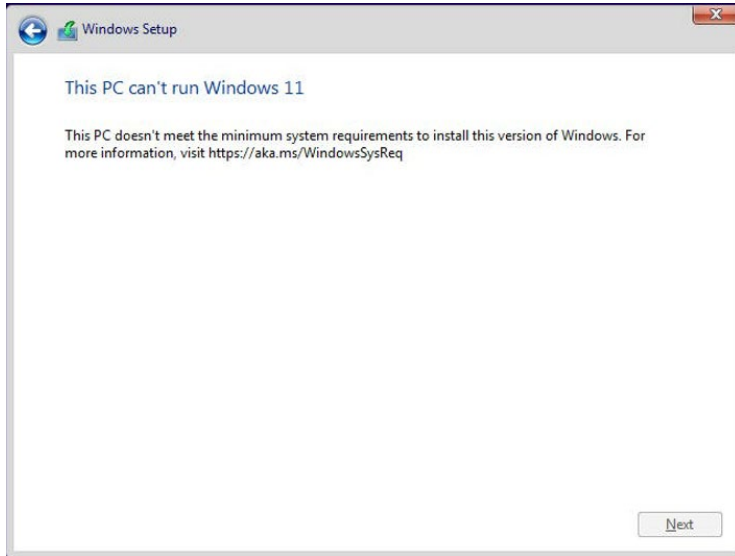 Windows Setup
This PC can't run Windows 11
This PC doesn't meet the minimum system requirements to install this version of Windows. For
more information, visit https://aka.ms/WindowsSysReq
Next